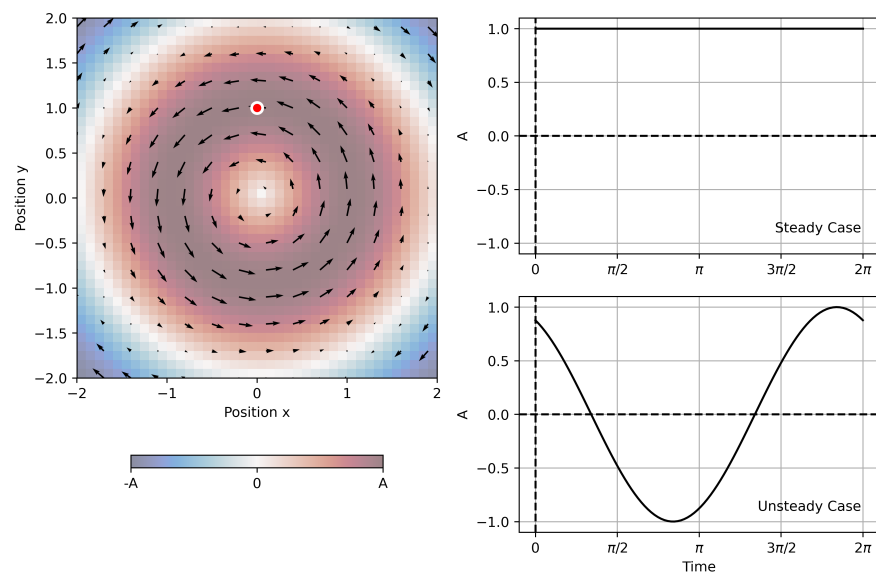 2.0
1.5
1.0
0.5
0.0
−0.5
−1.0
−1.5
−2.0
Position y
−2
−1
0
1
2
Position x
-A
0
A
1.0
0.5
0.0
−0.5
−1.0
A
Steady Case
0
π/2
π
3π/2
2π
1.0
0.5
0.0
−0.5
−1.0
A
Unsteady Case
0
π/2
π
3π/2
2π
Time